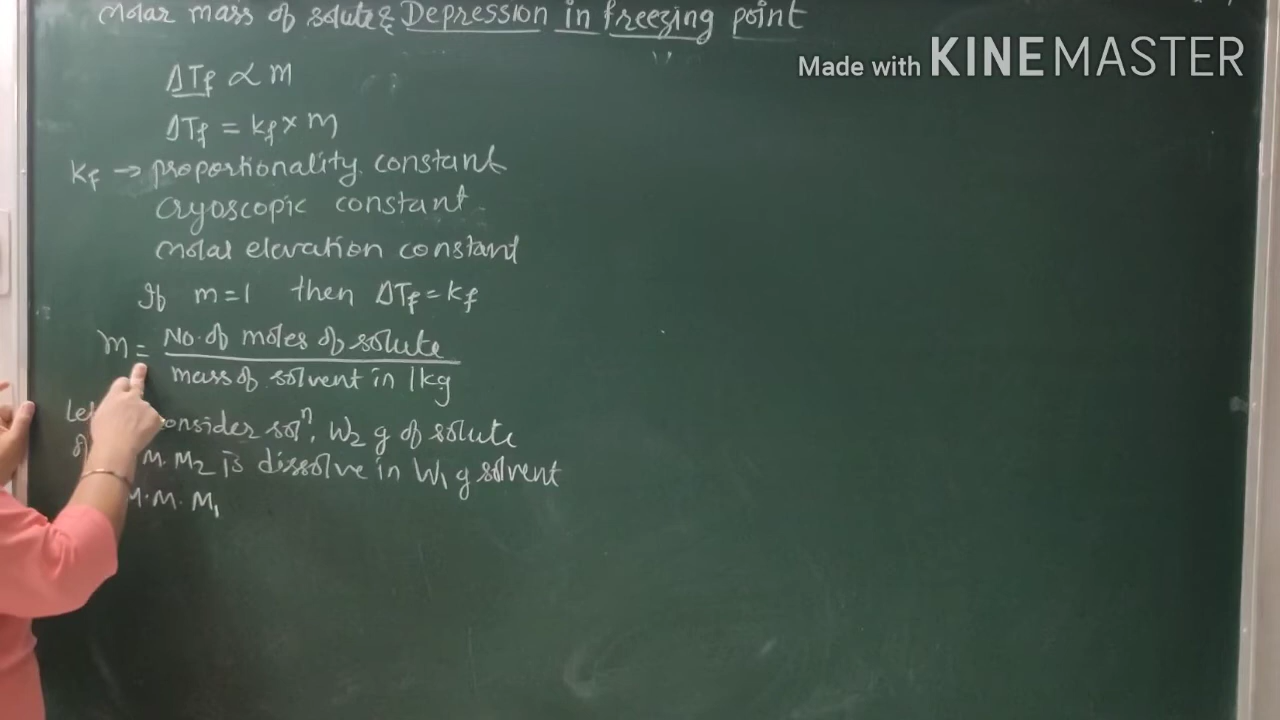 Molar mass of solute & Depression in freezing point
Made with KINEMASTER
ΔTf ∝ m
ΔTf = kf × m
Kf → proportionality constant
cryoscopic constant
molal elevation constant
If m = 1 then ΔTf = kf
m = No. of moles of solute
mass of solvent in 1kg
Let consider solⁿ, W₂ g of solute
M. M₂ is dissolve in W₁ g solvent
M. M. M₁